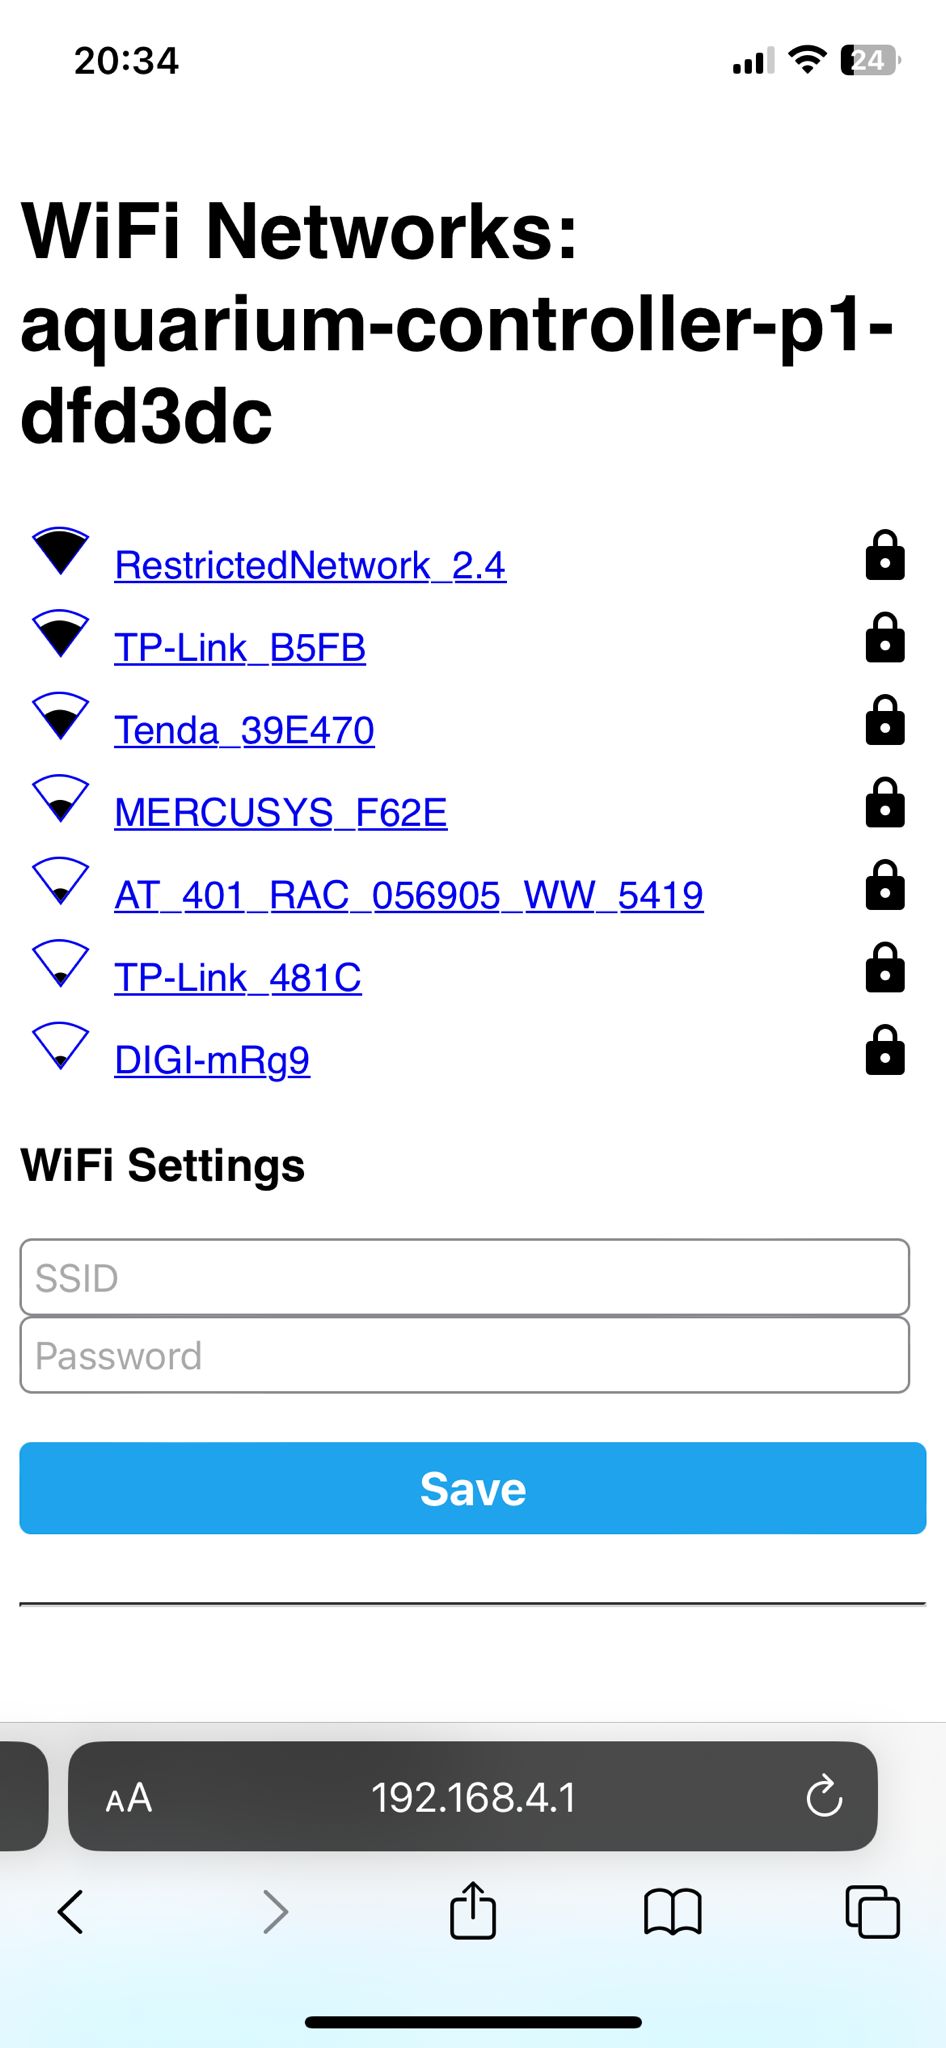 20:34
24
WiFi Networks:
aquarium-controller-p1-
dfd3dc
RestrictedNetwork_2.4
TP-Link_B5FB
Tenda_39E470
MERCUSYS_F62E
AT_401_RAC_056905_WW_5419
TP-Link_481C
DIGI-mRg9
WiFi Settings
SSID
Password
Save
AA 192.168.4.1